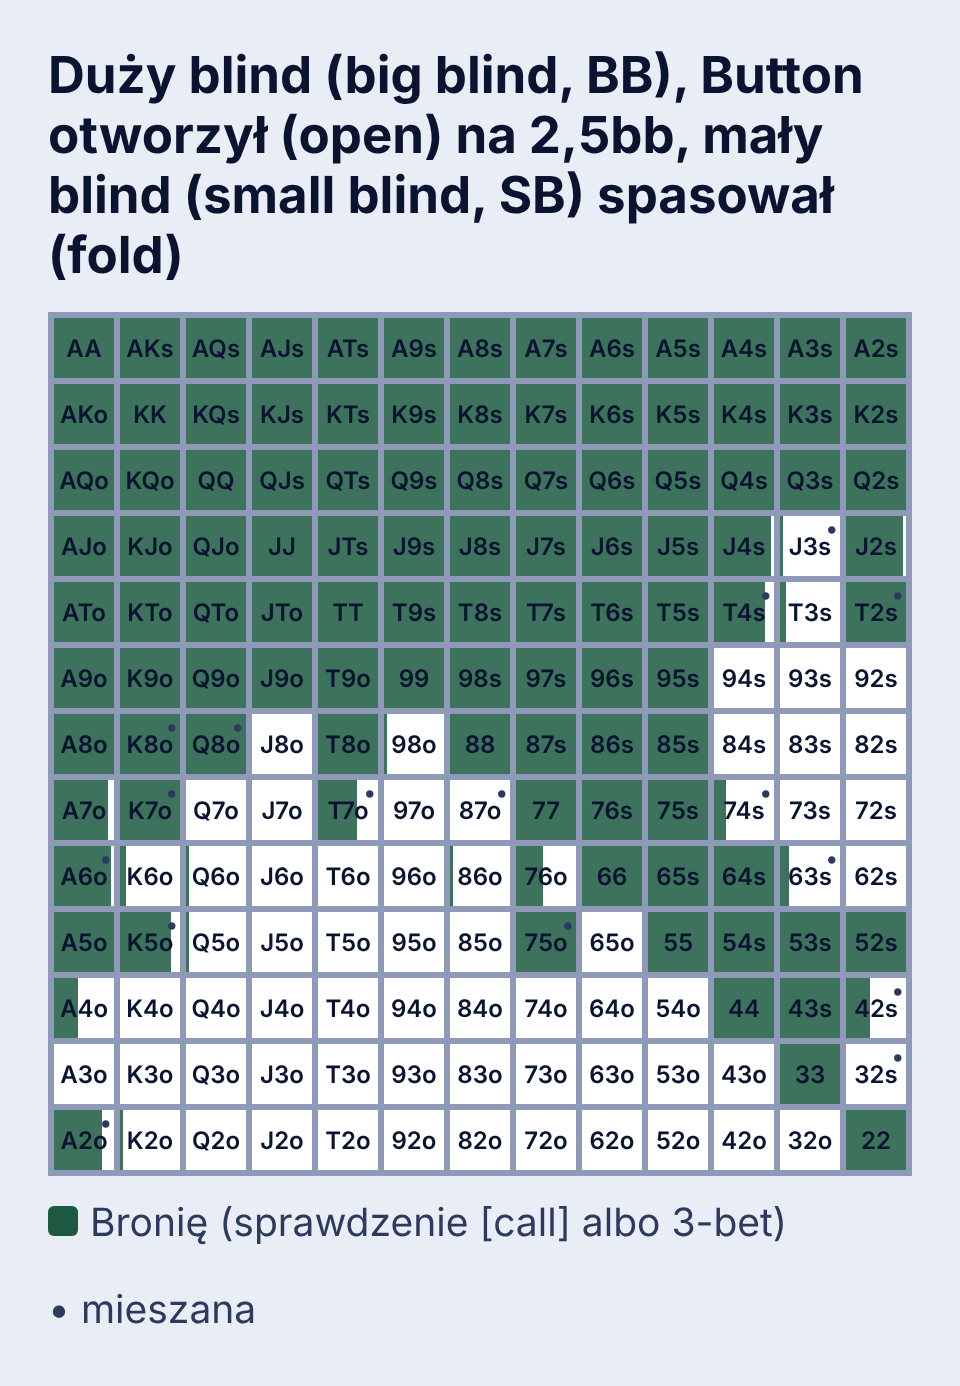 Duży blind (big blind, BB), Button
otworzył (open) na 2,5bb, mały
blind (small blind, SB) spasował
(fold)
AA AKs AQs AJs ATs A9s A8s A7s A6s A5s A4s A3s A2s
AKo KK KQs KJs KTs K9s K8s K7s K6s K5s K4s K3s K2s
AQo KQo QQ QJs QTs Q9s Q8s Q7s Q6s Q5s Q4s Q3s Q2s
AJo KJo QJo JJ JTs J9s J8s J7s J6s J5s J4s J3s J2s
ATo KTo QTo JTo TT T9s T8s T7s T6s T5s T4s T3s T2s
A9o K9o Q9o J9o T9o 99 98s 97s 96s 95s 94s 93s 92s
A8o K8o Q8o J8o T8o 98o 88 87s 86s 85s 84s 83s 82s
A7o K7o Q7o J7o T7o 97o 87o 77 76s 75s 74s 73s 72s
A6o K6o Q6o J6o T6o 96o 86o 76o 66 65s 64s 63s 62s
A5o K5o Q5o J5o T5o 95o 85o 75o 65o 55 54s 53s 52s
A4o K4o Q4o J4o T4o 94o 84o 74o 64o 54o 44 43s 42s
A3o K3o Q3o J3o T3o 93o 83o 73o 63o 53o 43o 33 32s
A2o K2o Q2o J2o T2o 92o 82o 72o 62o 52o 42o 32o 22
Bronię (sprawdzenie [call] albo 3-bet)
• mieszana